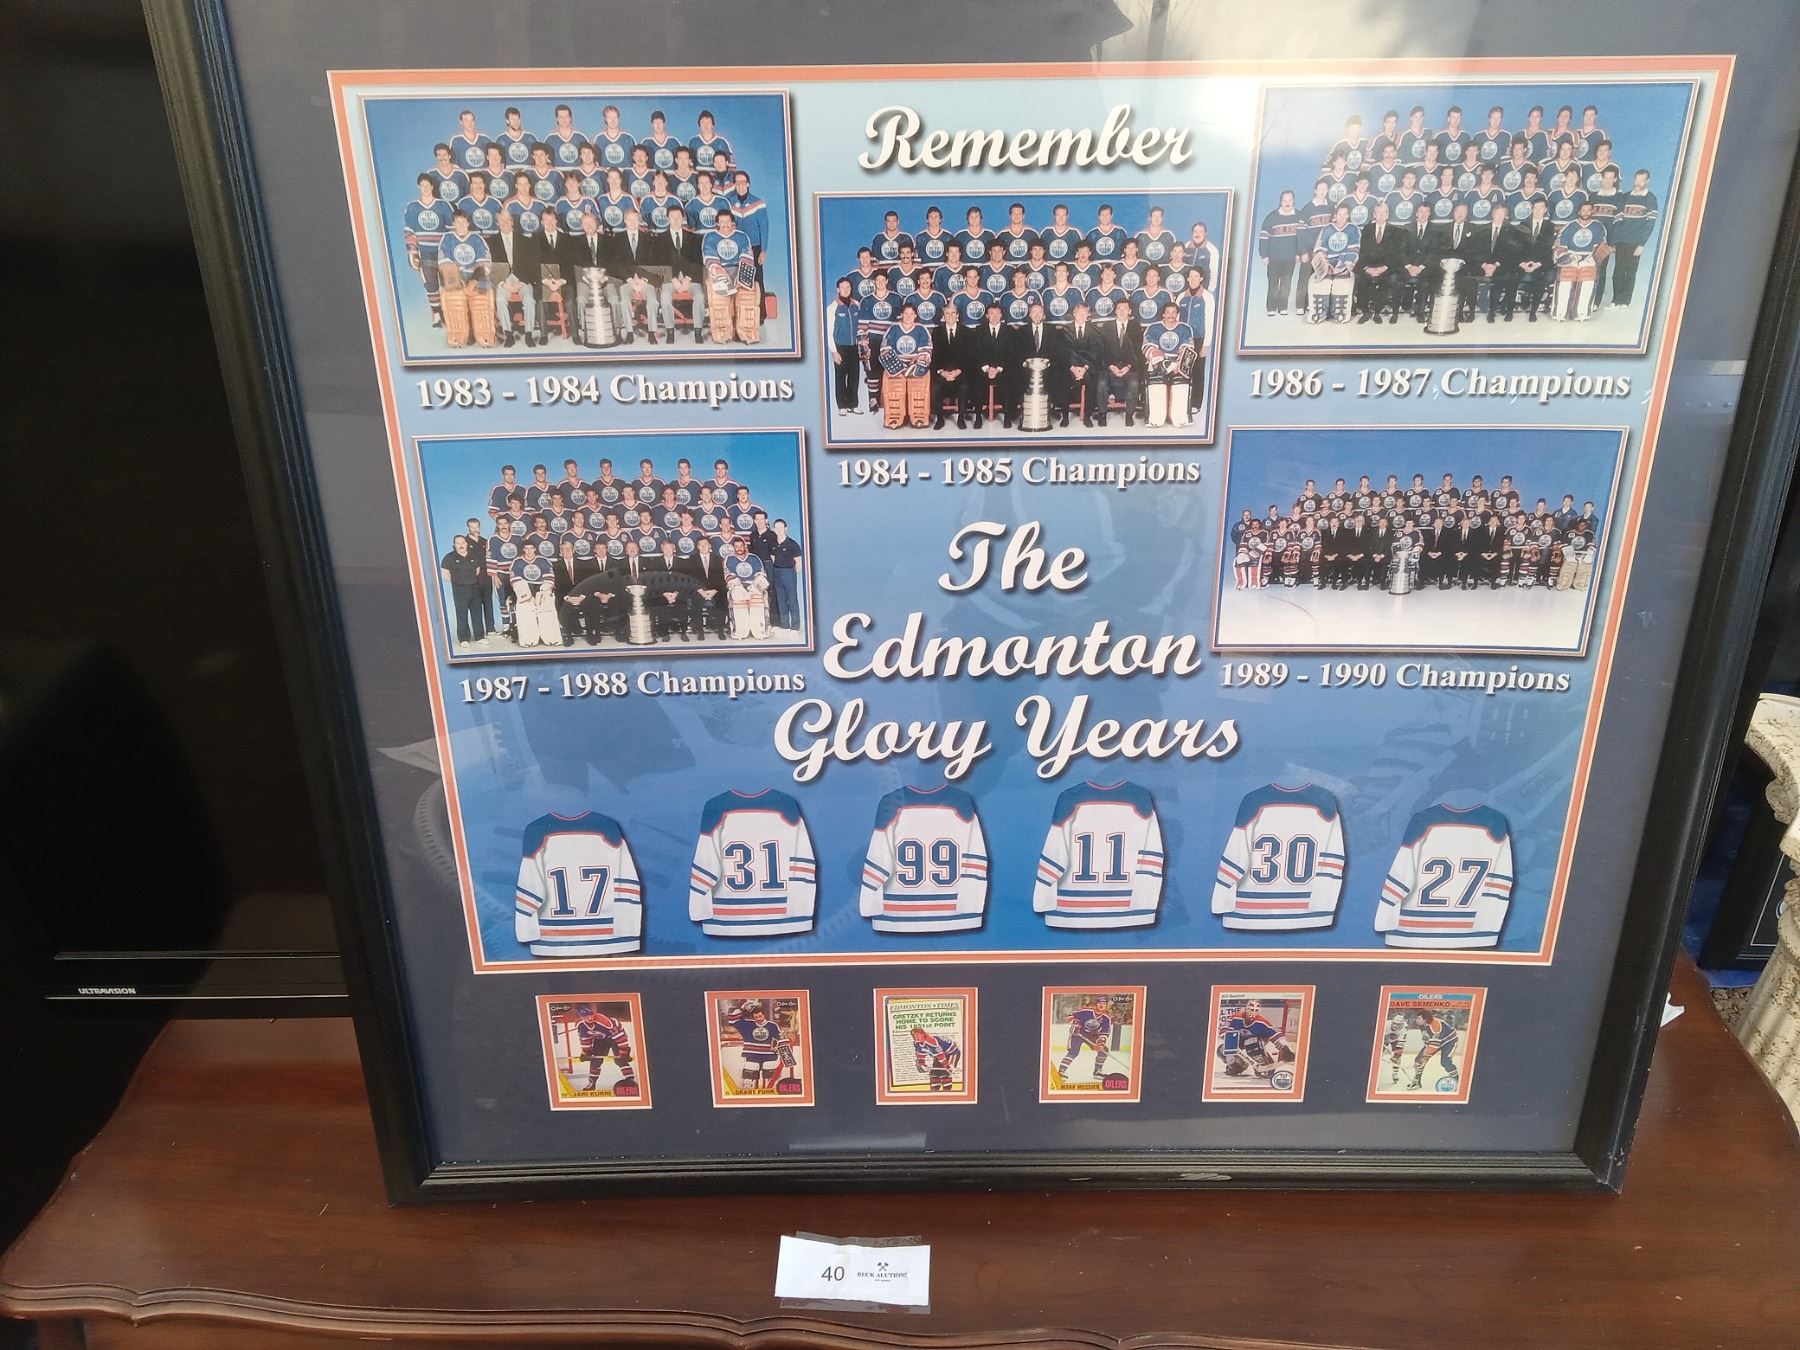 Remember
1983 - 1984 Champions
1984 - 1985 Champions
1986 - 1987 Champions
1987 - 1988 Champions
1989 - 1990 Champions
The
Edmonton
Glory Years
17
31
99
11
30
27
ULTRAVISION
JARI KURRI
OILERS
GRANT FUHR
OILERS
EDMONTON TIMES
GRETZKY RETURNS
HOME TO SCORE
HIS 1851st POINT
MARK MESSIER
OILERS
OILERS
DAVE SEMENKO
40
BECK AUCTIONS